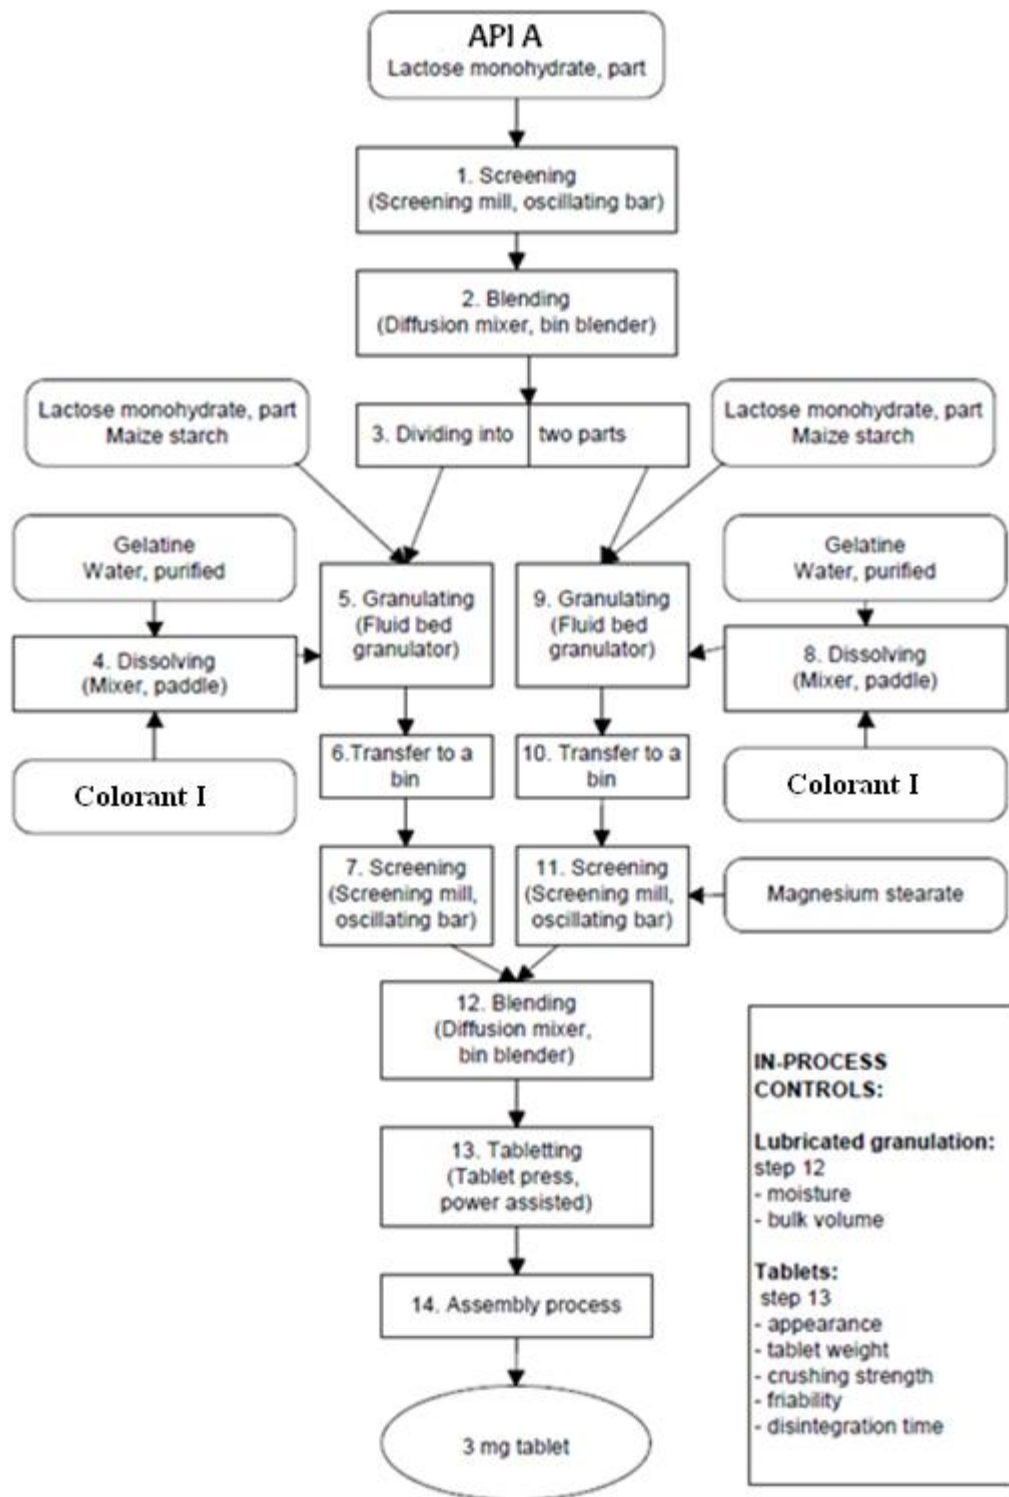 API A
Lactose monohydrate, part
1. Screening
(Screening mill, oscillating bar)
2. Blending
(Diffusion mixer, bin blender)
Lactose monohydrate, part
Maize starch
3. Dividing into two parts
Lactose monohydrate, part
Maize starch
Gelatine
Water, purified
5. Granulating
(Fluid bed
granulator)
9. Granulating
(Fluid bed
granulator)
Gelatine
Water, purified
4. Dissolving
(Mixer, paddle)
8. Dissolving
(Mixer, paddle)
Colorant I
6.Transfer to a
bin
10. Transfer to a
bin
Colorant I
7. Screening
(Screening mill,
oscillating bar)
11. Screening
(Screening mill,
oscillating bar)
Magnesium stearate
12. Blending
(Diffusion mixer,
bin blender)
13. Tabletting
(Tablet press,
power assisted)
14. Assembly process
3 mg tablet
IN-PROCESS
CONTROLS:
Lubricated granulation:
step 12
- moisture
- bulk volume
Tablets:
step 13
- appearance
- tablet weight
- crushing strength
- friability
- disintegration time